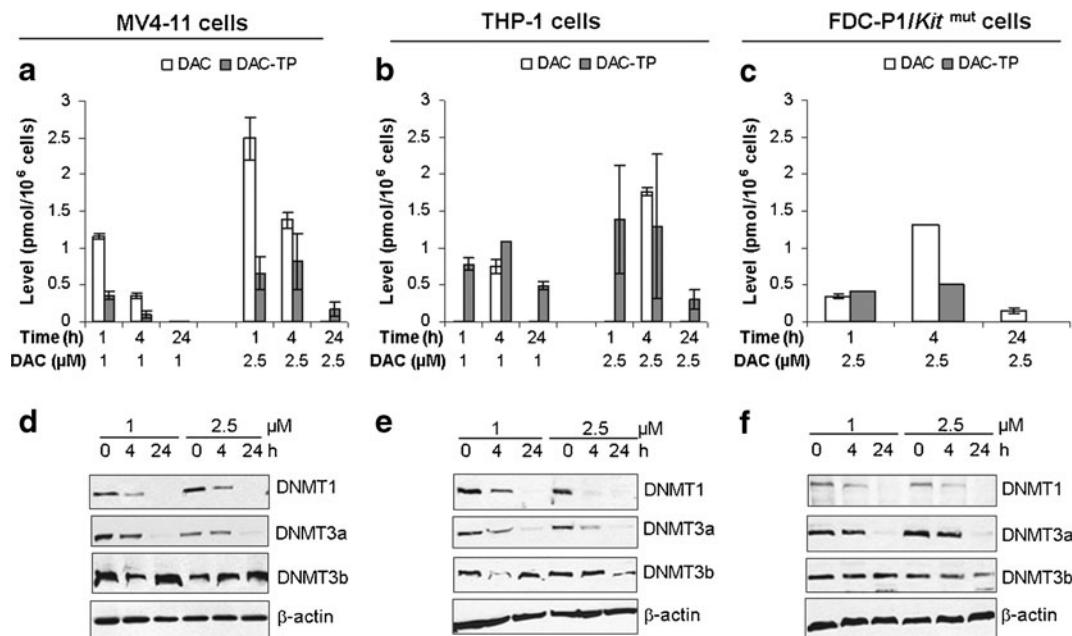 MV4-11 cells
THP-1 cells
FDC-P1/Kit mut cells
a
DAC DAC-TP
Level (pmol/10⁶ cells)
3
2.5
2
1.5
1
0.5
0
Time (h) 1 4 24 1 4 24
DAC (µM) 1 1 1 2.5 2.5 2.5
b
DAC DAC-TP
Level (pmol/10⁶ cells)
3
2.5
2
1.5
1
0.5
0
Time (h) 1 4 24 1 4 24
DAC (µM) 1 1 1 2.5 2.5 2.5
c
DAC DAC-TP
Level (pmol/10⁶ cells)
3
2.5
2
1.5
1
0.5
0
Time (h) 1 4 24
DAC (µM) 2.5 2.5 2.5
d
1 2.5 µM
0 4 24 0 4 24 h
DNMT1
DNMT3a
DNMT3b
β-actin
e
1 2.5 µM
0 4 24 0 4 24 h
DNMT1
DNMT3a
DNMT3b
β-actin
f
1 2.5 µM
0 4 24 0 4 24 h
DNMT1
DNMT3a
DNMT3b
β-actin